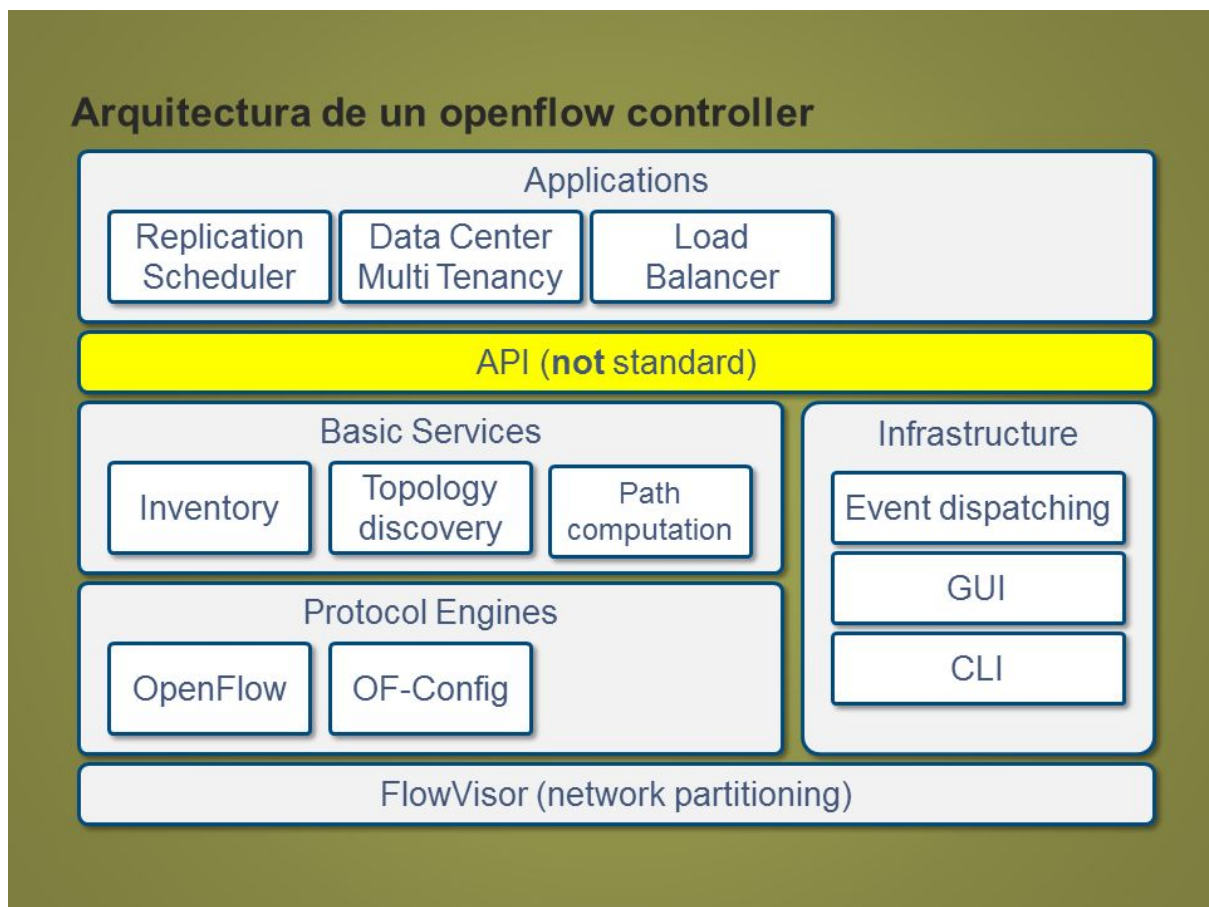 Arquitectura de un openflow controller
Applications
Replication
Scheduler
Data Center
Multi Tenancy
Load
Balancer
API (not standard)
Basic Services
Inventory
Topology
discovery
Path
computation
Infrastructure
Event dispatching
GUI
CLI
Protocol Engines
OpenFlow
OF-Config
FlowVisor (network partitioning)